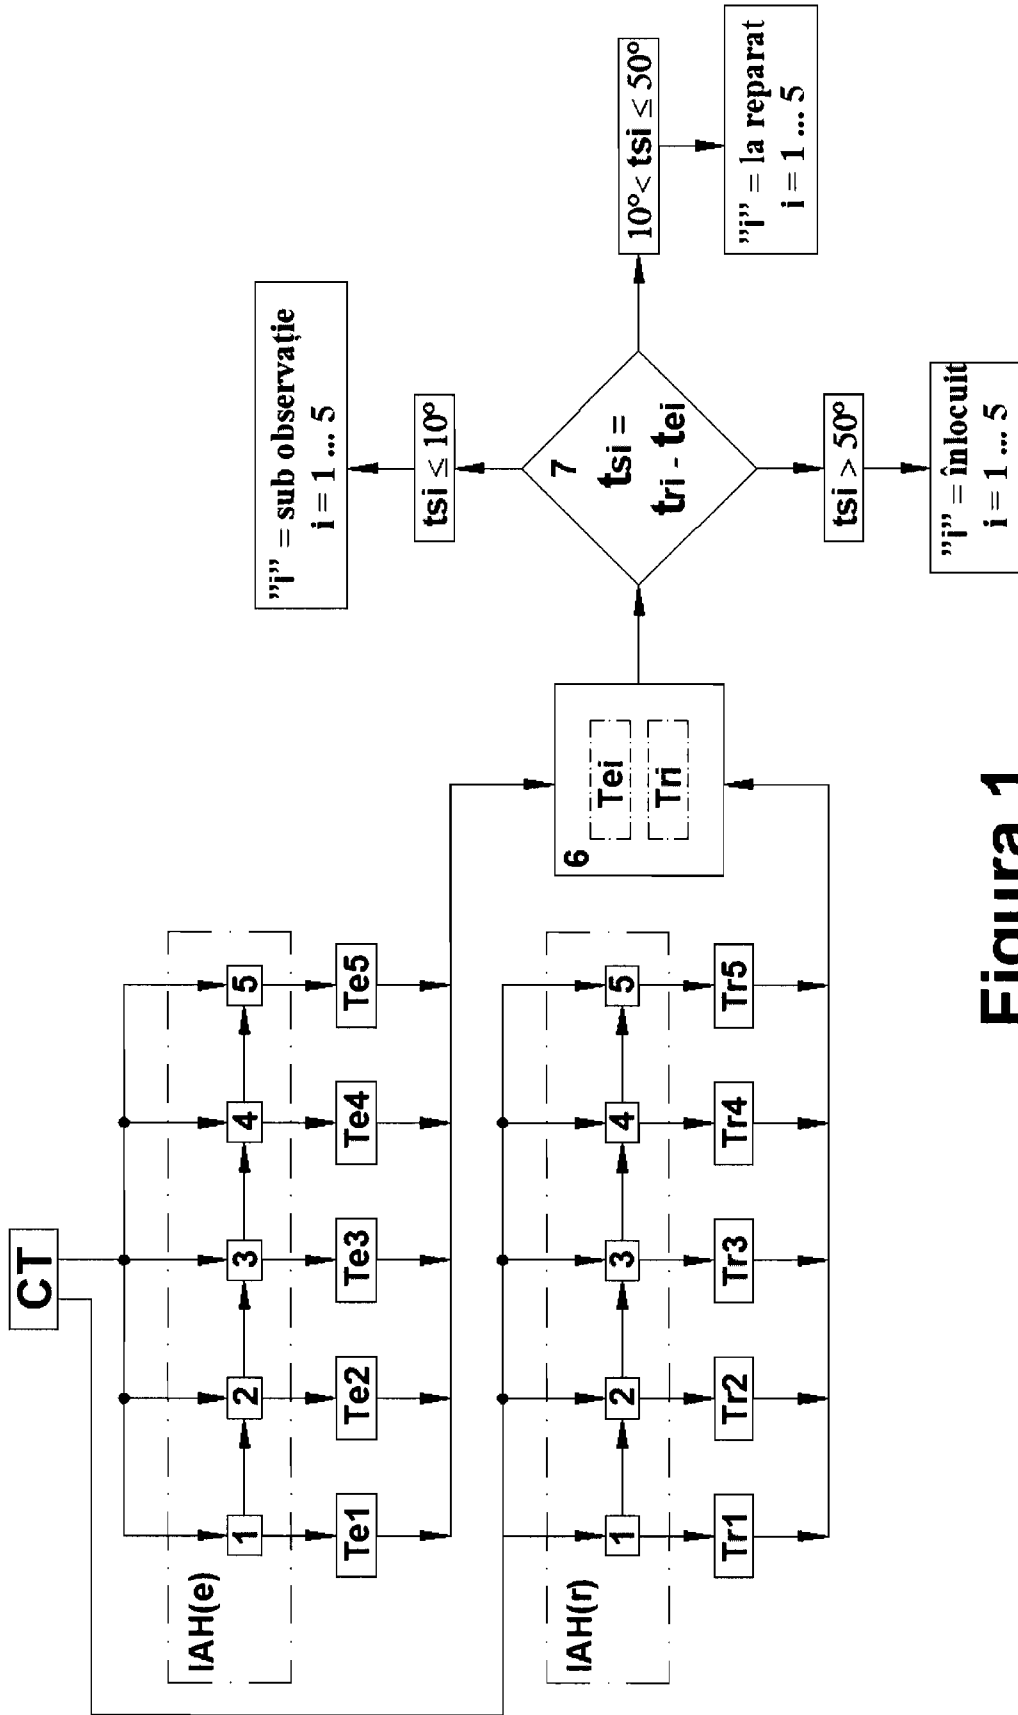 CT
IAH(e)
1
2
3
4
5
Te1
Te2
Te3
Te4
Te5
IAH(r)
1
2
3
4
5
Tr1
Tr2
Tr3
Tr4
Tr5
6
Tei
Tri
7
tsi =
tri - tei
tsi ≤ 10°
"i" = sub observaţie
i = 1 ... 5
10°< tsi ≤ 50°
"i" = la reparat
i = 1 ... 5
tsi > 50°
"i" = înlocuit
i = 1 ... 5
Figura 1